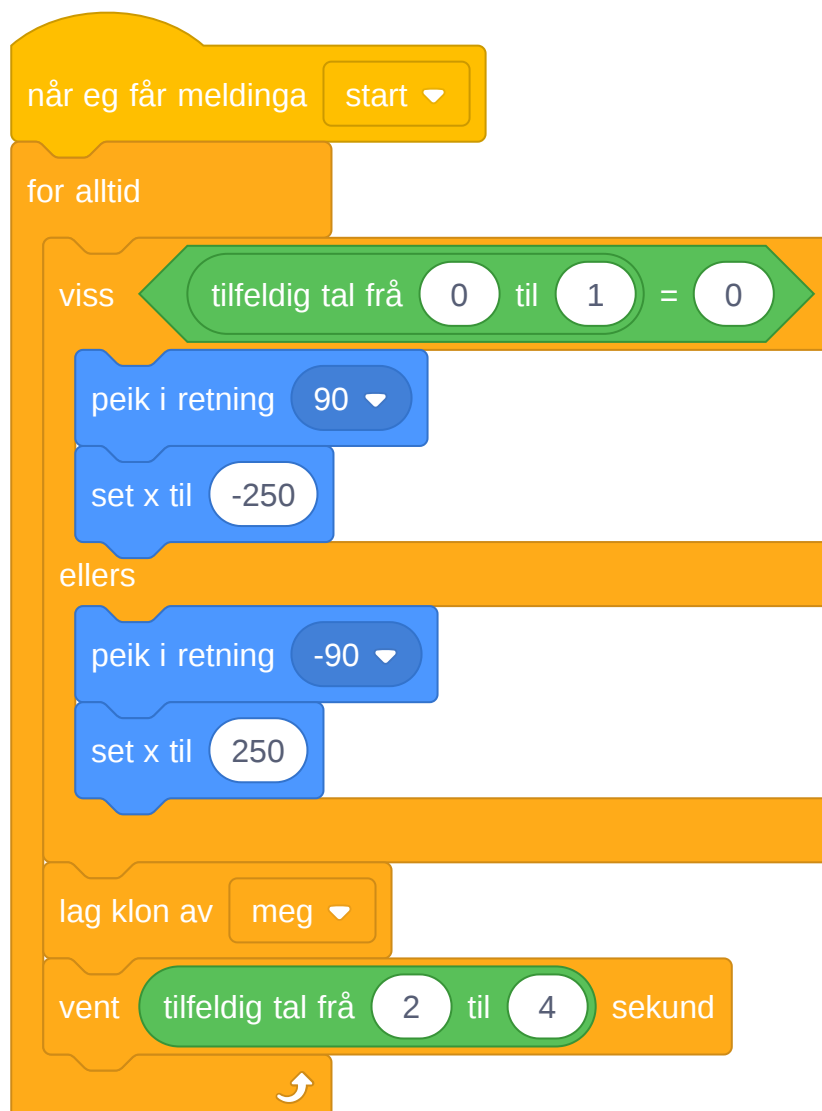 når eg får meldinga start
for alltid
viss tilfeldig tal frå 0 til 1 = 0
peik i retning 90
set x til -250
ellers
peik i retning -90
set x til 250
lag klon av meg
vent tilfeldig tal frå 2 til 4 sekund